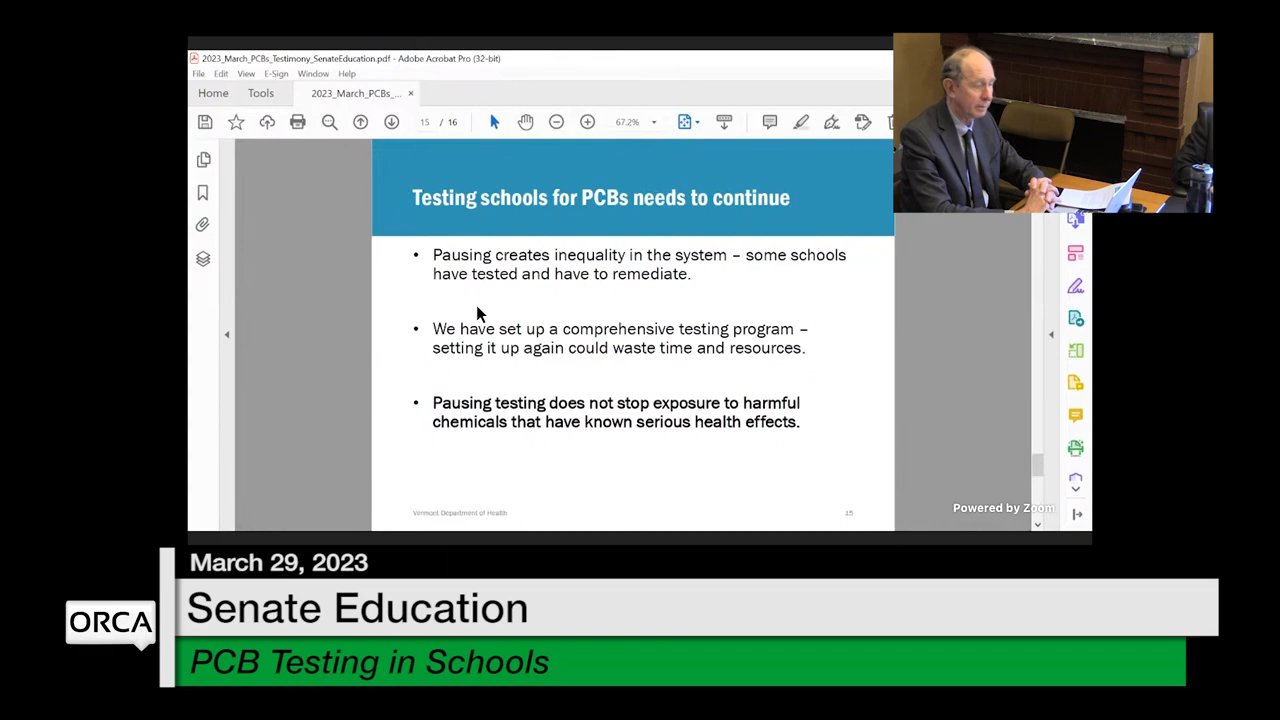 2023_March_PCBs_Testimony_SenateEducation.pdf - Adobe Acrobat Pro (32-bit)
File Edit View E-Sign Window Help
Home Tools 2023_March_PCBs_... ×
15 / 16 67.2%
Testing schools for PCBs needs to continue
• Pausing creates inequality in the system – some schools
have tested and have to remediate.
• We have set up a comprehensive testing program –
setting it up again could waste time and resources.
• Pausing testing does not stop exposure to harmful
chemicals that have known serious health effects.
Vermont Department of Health 15
Powered by Zoom
March 29, 2023
Senate Education
ORCA
PCB Testing in Schools